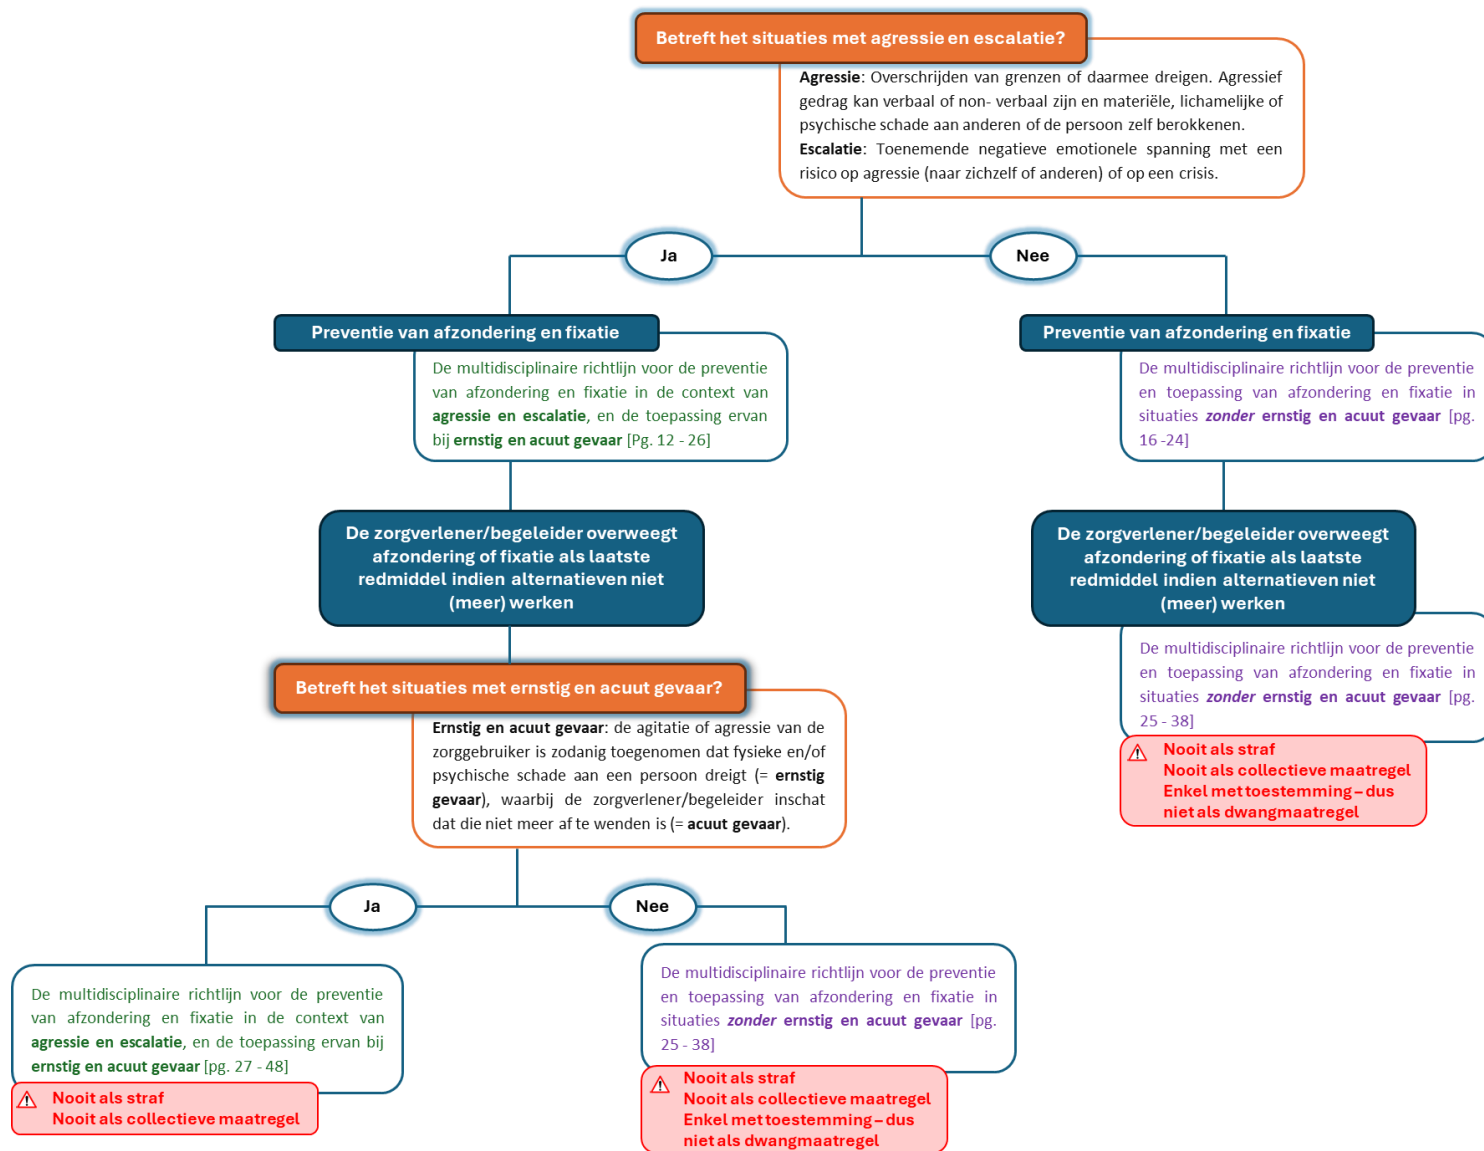 Betreft het situaties met agressie en escalatie?
Agressie: Overschrijden van grenzen of daarmee dreigen. Agressief
gedrag kan verbaal of non- verbaal zijn en materiële, lichamelijke of
psychische schade aan anderen of de persoon zelf berokkenen.
Escalatie: Toenemende negatieve emotionele spanning met een
risico op agressie (naar zichzelf of anderen) of op een crisis.
Ja
Nee
Preventie van afzondering en fixatie
De multidisciplinaire richtlijn voor de preventie
van afzondering en fixatie in de context van
agressie en escalatie, en de toepassing ervan
bij ernstig en acuut gevaar [Pg. 12 - 26]
Preventie van afzondering en fixatie
De multidisciplinaire richtlijn voor de preventie
en toepassing van afzondering en fixatie in
situaties zonder ernstig en acuut gevaar [pg.
16 -24]
De zorgverlener/begeleider overweegt
afzondering of fixatie als laatste
redmiddel indien alternatieven niet
(meer) werken
De zorgverlener/begeleider overweegt
afzondering of fixatie als laatste
redmiddel indien alternatieven niet
(meer) werken
De multidisciplinaire richtlijn voor de preventie
en toepassing van afzondering en fixatie in
situaties zonder ernstig en acuut gevaar [pg.
25 - 38]
Nooit als straf
Nooit als collectieve maatregel
Enkel met toestemming – dus
niet als dwangmaatregel
Betreft het situaties met ernstig en acuut gevaar?
Ernstig en acuut gevaar: de agitatie of agressie van de
zorggebruiker is zodanig toegenomen dat fysieke en/of
psychische schade aan een persoon dreigt (= ernstig
gevaar), waarbij de zorgverlener/begeleider inschat
dat die niet meer af te wenden is (= acuut gevaar).
Ja
Nee
De multidisciplinaire richtlijn voor de preventie
van afzondering en fixatie in de context van
agressie en escalatie, en de toepassing ervan bij
ernstig en acuut gevaar [pg. 27 - 48]
Nooit als straf
Nooit als collectieve maatregel
De multidisciplinaire richtlijn voor de preventie
en toepassing van afzondering en fixatie in
situaties zonder ernstig en acuut gevaar [pg.
25 - 38]
Nooit als straf
Nooit als collectieve maatregel
Enkel met toestemming – dus
niet als dwangmaatregel